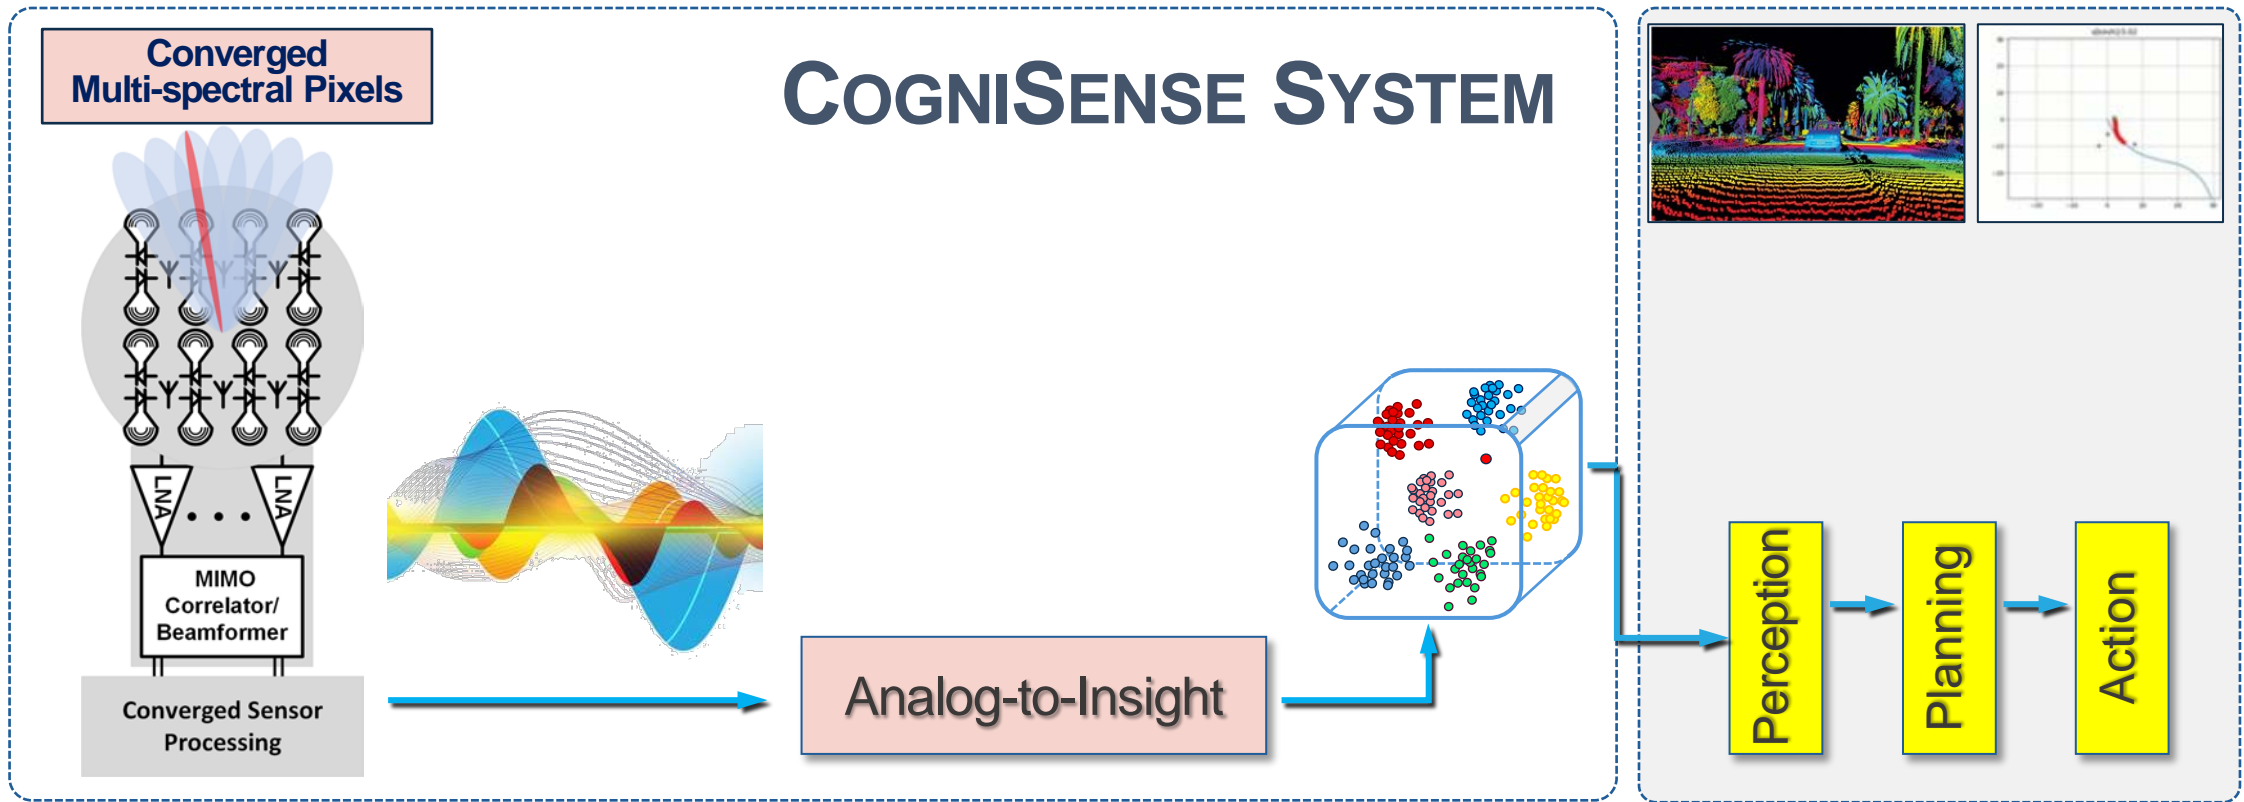 Converged
Multi-spectral Pixels
COGNISENSE SYSTEM
LNA
LNA
MIMO
Correlator/
Beamformer
Converged Sensor
Processing
Analog-to-Insight
Perception
Planning
Action